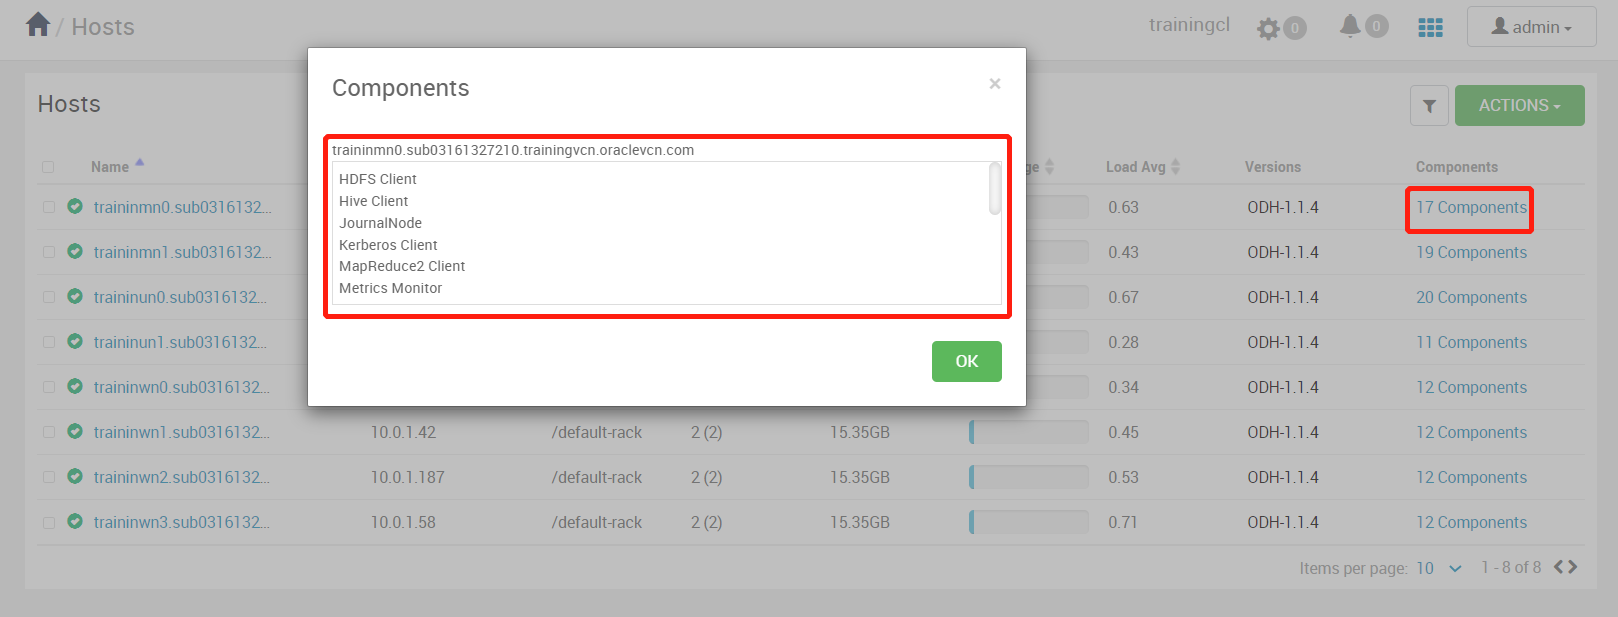 / Hosts
trainingcl
0
0
admin
Components
×
Hosts
ACTIONS
traininmn0.sub03161327210.trainingvcn.oraclevcn.com
HDFS Client
Hive Client
JournalNode
Kerberos Client
MapReduce2 Client
Metrics Monitor
OK
Name ge Load Avg Versions Components
traininmn0.sub0316132... 0.63 ODH-1.1.4 17 Components
traininmn1.sub0316132... 0.43 ODH-1.1.4 19 Components
traininun0.sub0316132... 0.67 ODH-1.1.4 20 Components
traininun1.sub0316132... 0.28 ODH-1.1.4 11 Components
traininwn0.sub0316132... 0.34 ODH-1.1.4 12 Components
traininwn1.sub0316132... 10.0.1.42 /default-rack 2 (2) 15.35GB 0.45 ODH-1.1.4 12 Components
traininwn2.sub0316132... 10.0.1.187 /default-rack 2 (2) 15.35GB 0.53 ODH-1.1.4 12 Components
traininwn3.sub0316132... 10.0.1.58 /default-rack 2 (2) 15.35GB 0.71 ODH-1.1.4 12 Components
Items per page: 10 1 - 8 of 8